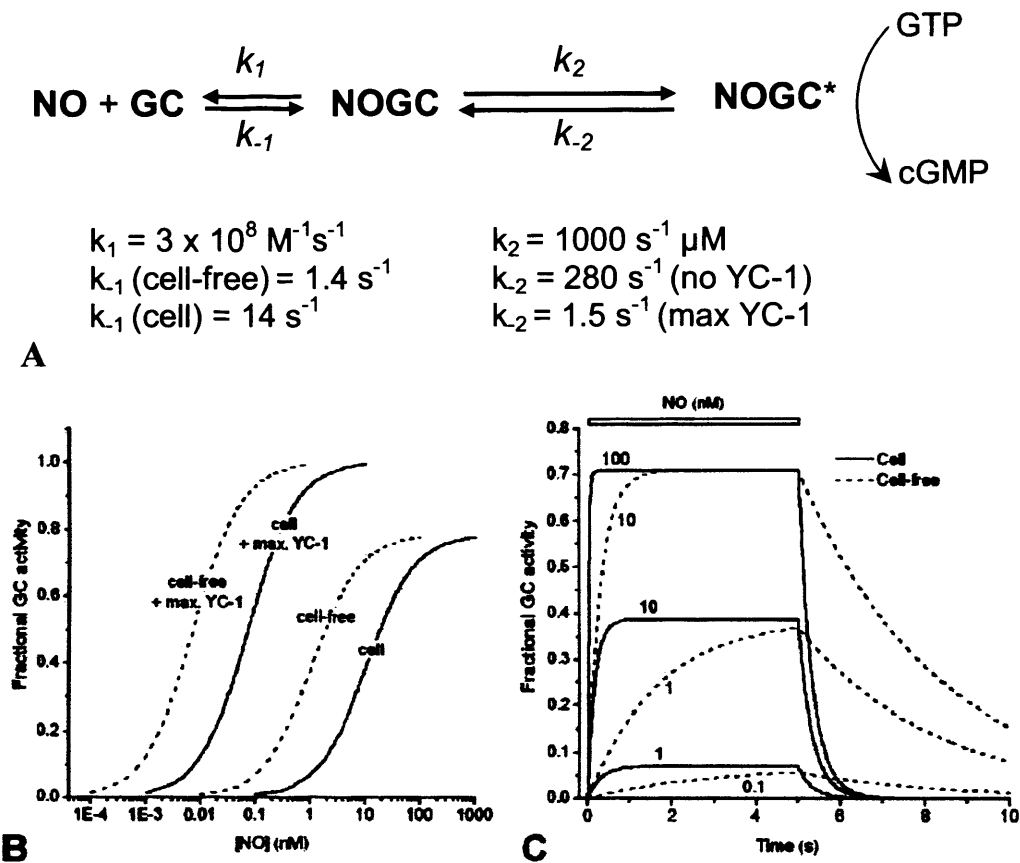 GTP
k₁ k₂
NO + GC NOGC NOGC*
k₋₁ k₋₂
cGMP
k₁ = 3 x 10⁸ M⁻¹s⁻¹
k₋₁ (cell-free) = 1.4 s⁻¹
k₋₁ (cell) = 14 s⁻¹
k₂ = 1000 s⁻¹ µM
k₋₂ = 280 s⁻¹ (no YC-1)
k₋₂ = 1.5 s⁻¹ (max YC-1
A
Fractional GC activity
1.0
0.8
0.6
0.4
0.2
0.0
cell
+ max. YC-1
cell-free
+ max. YC-1
cell-free
cell
1E-4 1E-3 0.01 0.1 1 10 100 1000
[NO] (nM)
B
NO (nM)
Fractional GC activity
0.8
0.7
0.6
0.5
0.4
0.3
0.2
0.1
0.0
100
10
10
1
1
0.1
Cell
Cell-free
0 2 4 6 8 10
Time (s)
C